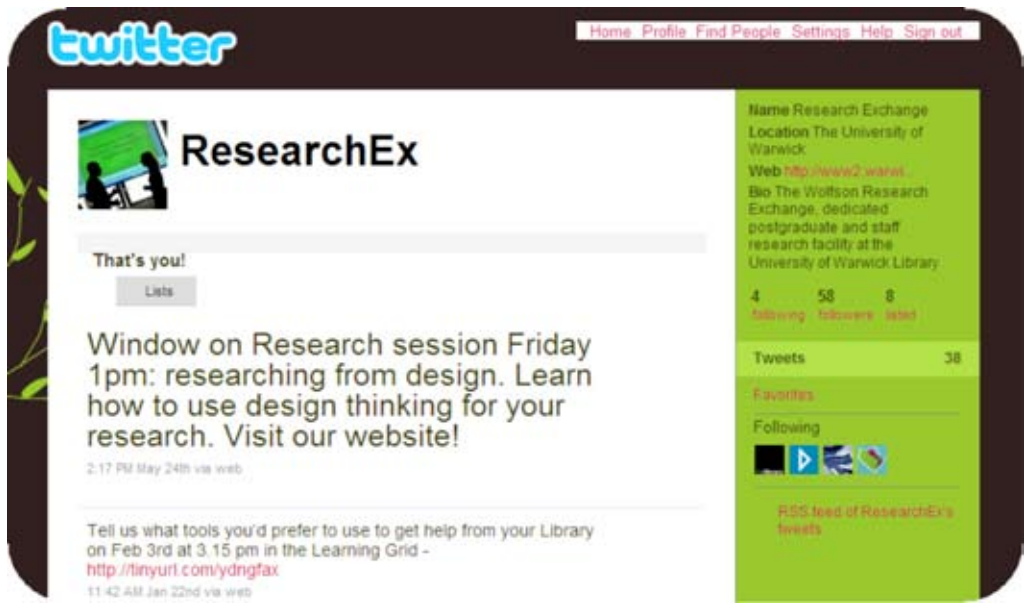 twitter
Home Profile Find People Settings Help Sign out
ResearchEx
That's you!
Lists
Window on Research session Friday
1pm: researching from design. Learn
how to use design thinking for your
research. Visit our website!
2:17 PM May 24th via web
Tell us what tools you'd prefer to use to get help from your Library
on Feb 3rd at 3.15 pm in the Learning Grid -
http://tinyurl.com/ydngfax
11:42 AM Jan 22nd via web
Name Research Exchange
Location The University of
Warwick
Web http://www2.warwi...
Bio The Wolfson Research
Exchange, dedicated
postgraduate and staff
research facility at the
University of Warwick Library
4 58 8
following followers listed
Tweets 38
Favorites
Following
RSS feed of ResearchEx's
tweets